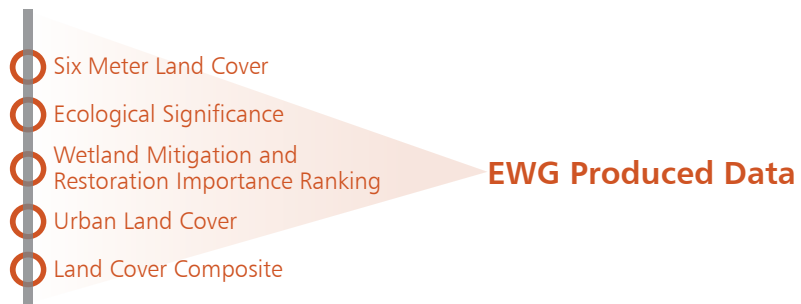 Six Meter Land Cover
Ecological Significance
Wetland Mitigation and
Restoration Importance Ranking
Urban Land Cover
Land Cover Composite
EWG Produced Data